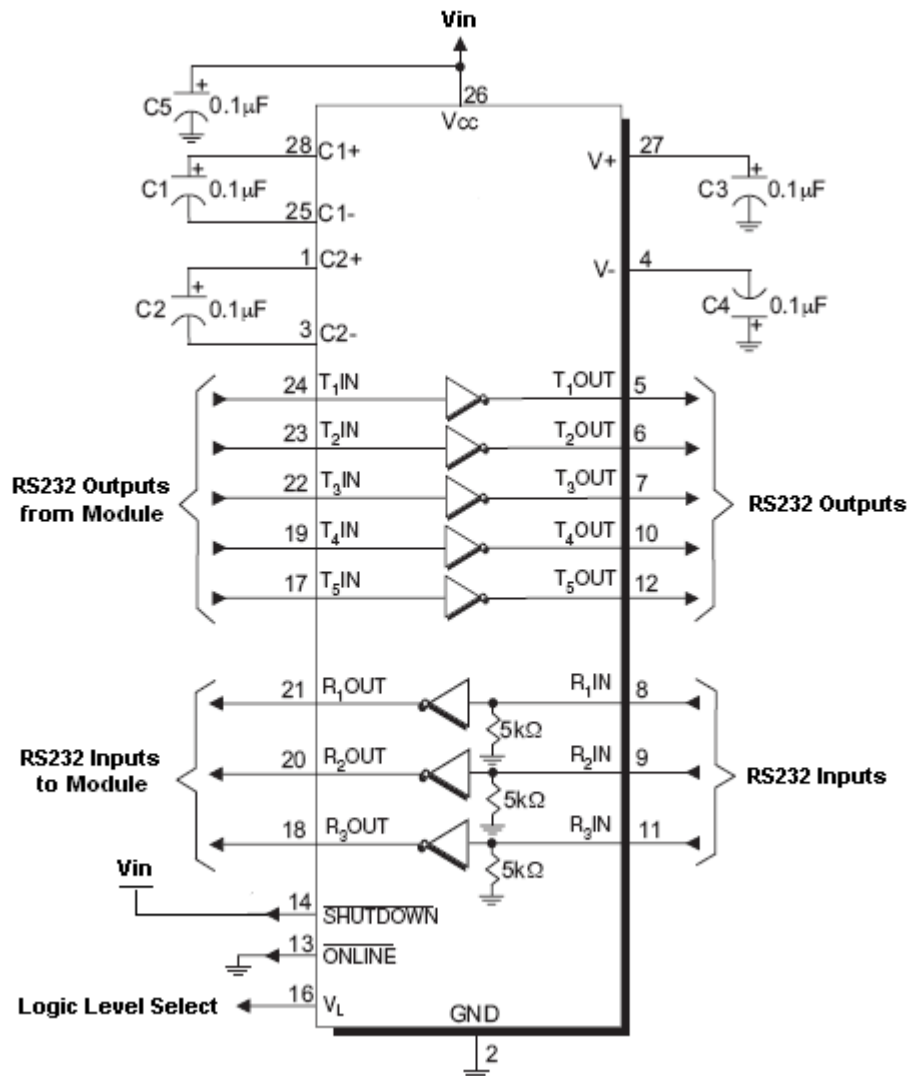 Vin
C5 + 0.1µF
26
Vcc
28 C1+
C1 + 0.1µF
25 C1-
V+ 27
+
C3 0.1µF
1 C2+
C2 + 0.1µF
3 C2-
V- 4
C4 0.1µF
+
24 T1IN T1OUT 5
23 T2IN T2OUT 6
22 T3IN T3OUT 7
19 T4IN T4OUT 10
17 T5IN T5OUT 12
RS232 Outputs
from Module
RS232 Outputs
21 R1OUT R1IN 8
5kΩ
20 R2OUT R2IN 9
5kΩ
18 R3OUT R3IN 11
5kΩ
RS232 Inputs
to Module
RS232 Inputs
Vin
14 SHUTDOWN
13 ONLINE
Logic Level Select 16 VL
GND
2